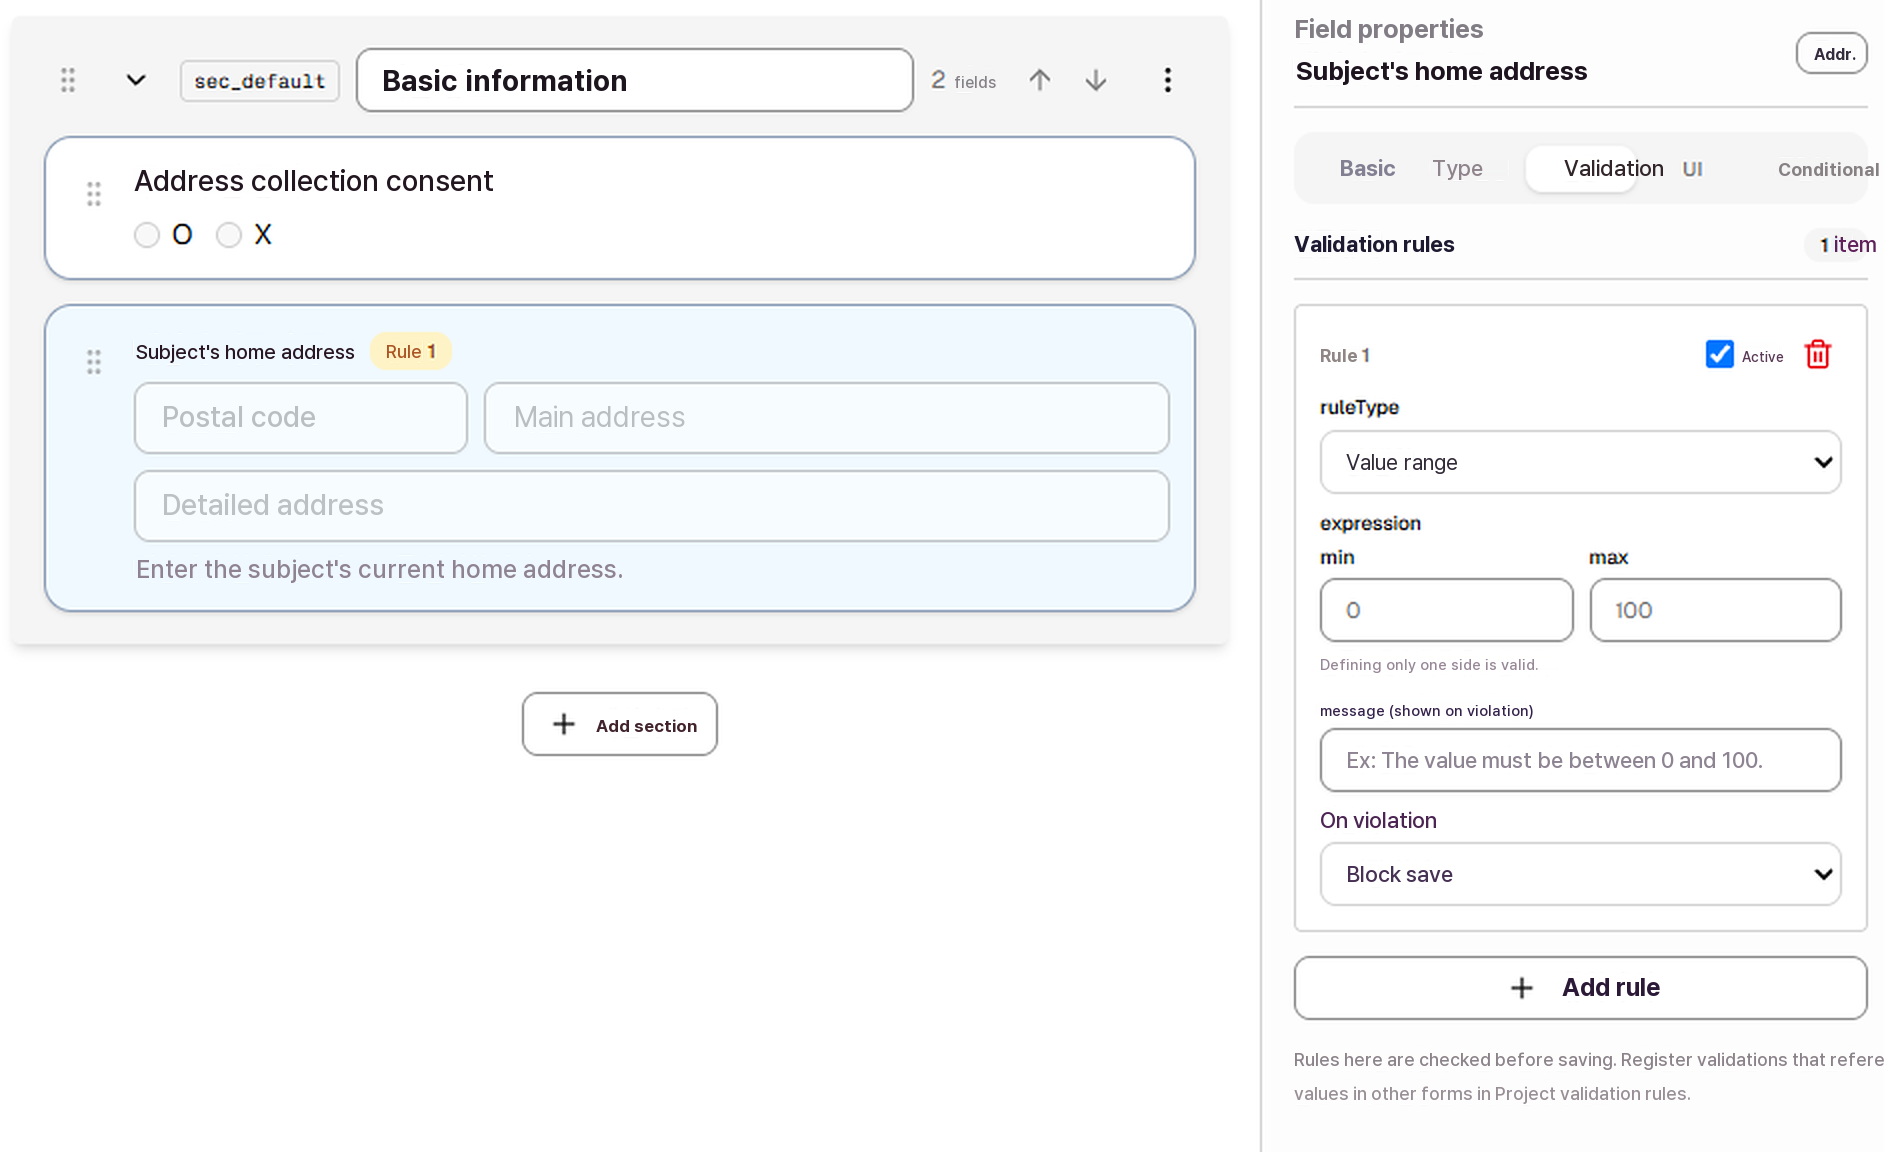 sec_default
Basic information
2 fields
Address collection consent
O X
Subject's home address Rule 1
Postal code
Main address
Detailed address
Enter the subject's current home address.
Add section
Field properties
Subject's home address
Addr.
Basic Type Validation UI Conditional
Validation rules
1 item
Rule 1
Active
ruleType
Value range
expression
min
max
0
100
Defining only one side is valid.
message (shown on violation)
Ex: The value must be between 0 and 100.
On violation
Block save
Add rule
Rules here are checked before saving. Register validations that refere
values in other forms in Project validation rules.